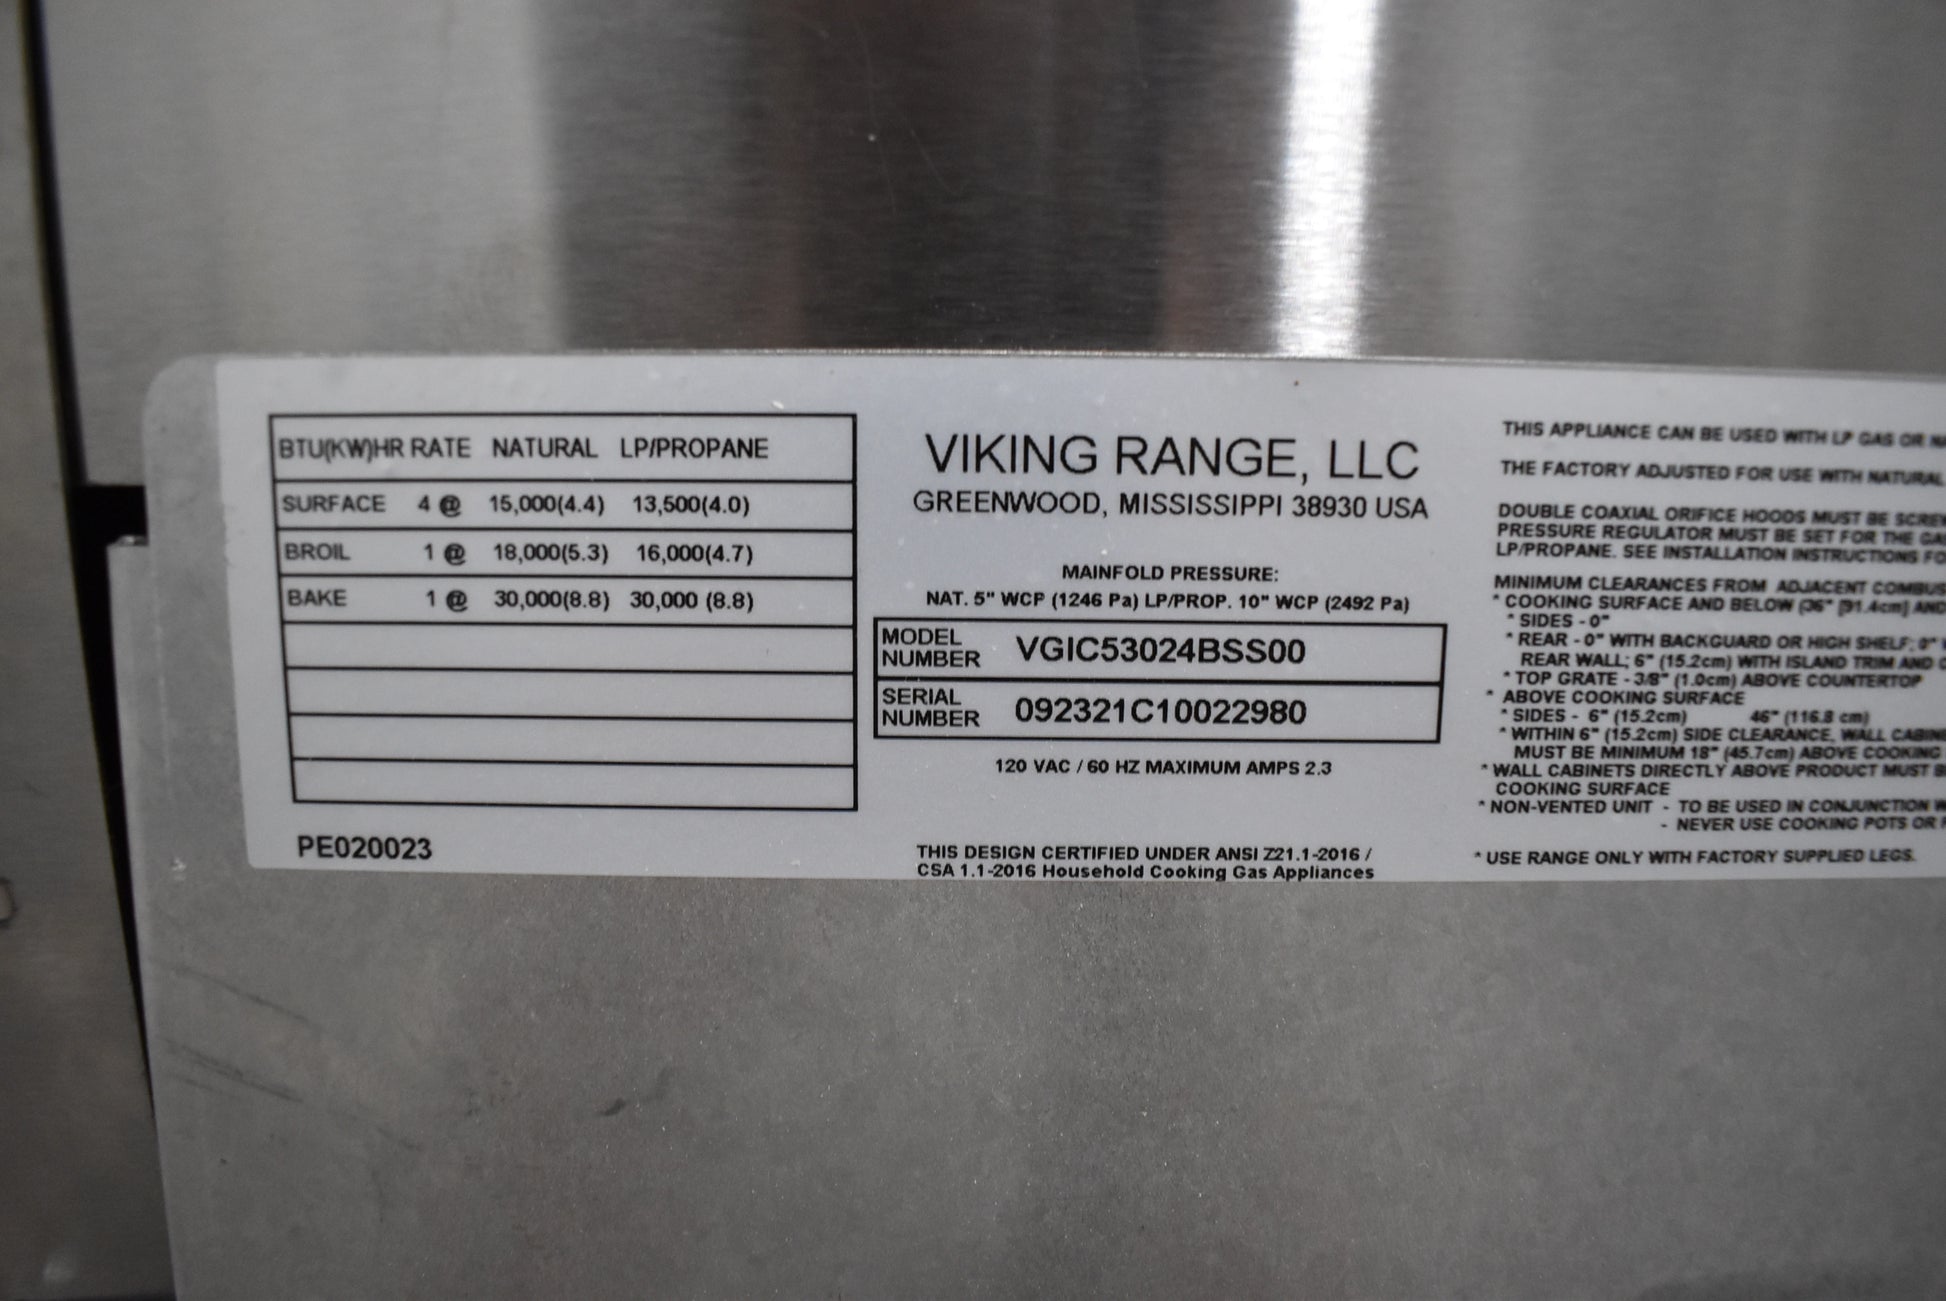 BTU(KW)HR RATE NATURAL LP/PROPANE
SURFACE 4 @ 15,000(4.4) 13,500(4.0)
BROIL 1 @ 18,000(5.3) 16,000(4.7)
BAKE 1 @ 30,000(8.8) 30,000 (8.8)
PE020023
VIKING RANGE, LLC
GREENWOOD, MISSISSIPPI 38930 USA
MAINFOLD PRESSURE:
NAT. 5" WCP (1246 Pa) LP/PROP. 10" WCP (2492 Pa)
MODEL
NUMBER VGIC53024BSS00
SERIAL
NUMBER 092321C10022980
120 VAC / 60 HZ MAXIMUM AMPS 2.3
THIS DESIGN CERTIFIED UNDER ANSI Z21.1-2016 /
CSA 1.1-2016 Household Cooking Gas Appliances
THIS APPLIANCE CAN BE USED WITH LP GAS OR
THE FACTORY ADJUSTED FOR USE WITH NATURAL
DOUBLE COAXIAL ORIFICE HOODS MUST BE
PRESSURE REGULATOR MUST BE SET FOR THE
LP/PROPANE. SEE INSTALLATION INSTRUCTIONS
MINIMUM CLEARANCES FROM ADJACENT
* COOKING SURFACE AND BELOW (36" [91.4cm] AND
* SIDES - 0"
* REAR - 0" WITH BACKGUARD OR HIGH SHELF; 0"
REAR WALL; 6" (15.2cm) WITH ISLAND TRIM AND
* TOP GRATE - 3/8" (1.0cm) ABOVE COUNTERTOP
* ABOVE COOKING SURFACE
* SIDES - 6" (15.2cm) 46" (116.8 cm)
* WITHIN 6" (15.2cm) SIDE CLEARANCE, WALL
MUST BE MINIMUM 18" (45.7cm) ABOVE COOKING
* WALL CABINETS DIRECTLY ABOVE PRODUCT MUST
COOKING SURFACE
* NON-VENTED UNIT - TO BE USED IN CONJUNCTION
- NEVER USE COOKING POTS OR
* USE RANGE ONLY WITH FACTORY SUPPLIED LEGS.